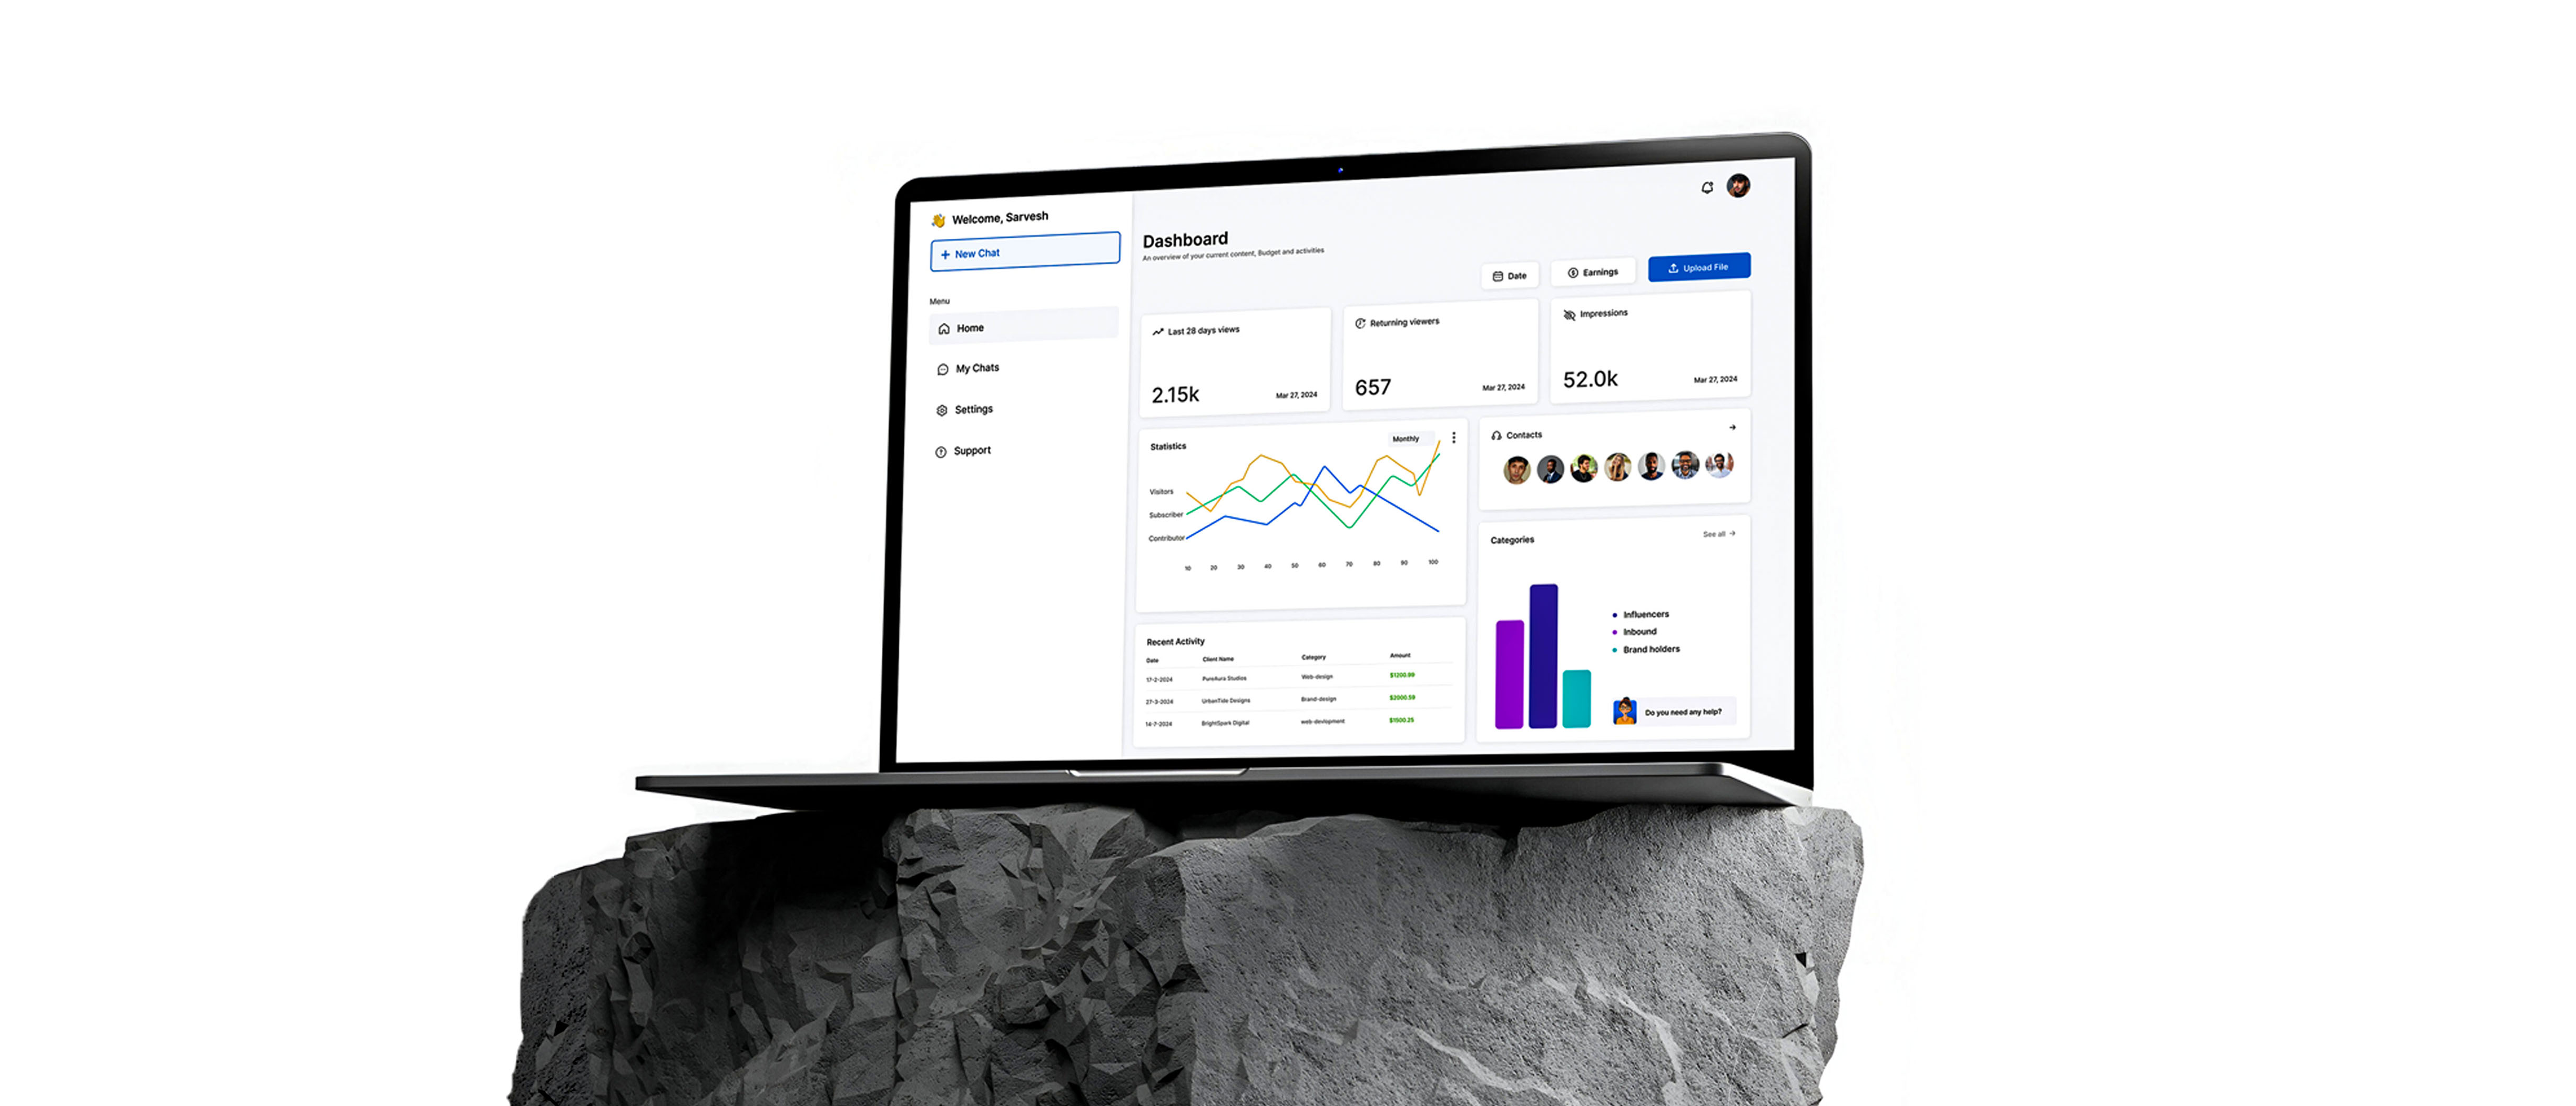 Welcome, Sarvesh
+ New Chat
Menu
Home
My Chats
Settings
Support
Dashboard
An overview of your current content, Budget and activities
Date
Earnings
Upload File
Last 28 days views
2.15k
Mar 27, 2024
Returning viewers
657
Mar 27, 2024
Impressions
52.0k
Mar 27, 2024
Statistics
Monthly
Visitors
Subscriber
Contributor
10 20 30 40 50 60 70 80 90 100
Contacts
Categories
See all
Influencers
Inbound
Brand holders
Do you need any help?
Recent Activity
Date Client Name Category Amount
17-2-2024 PureAura Studios Web-design $1200.99
27-3-2024 UrbanTide Designs Brand-design $2000.59
14-7-2024 BrightSpark Digital web-devlopment $1500.25